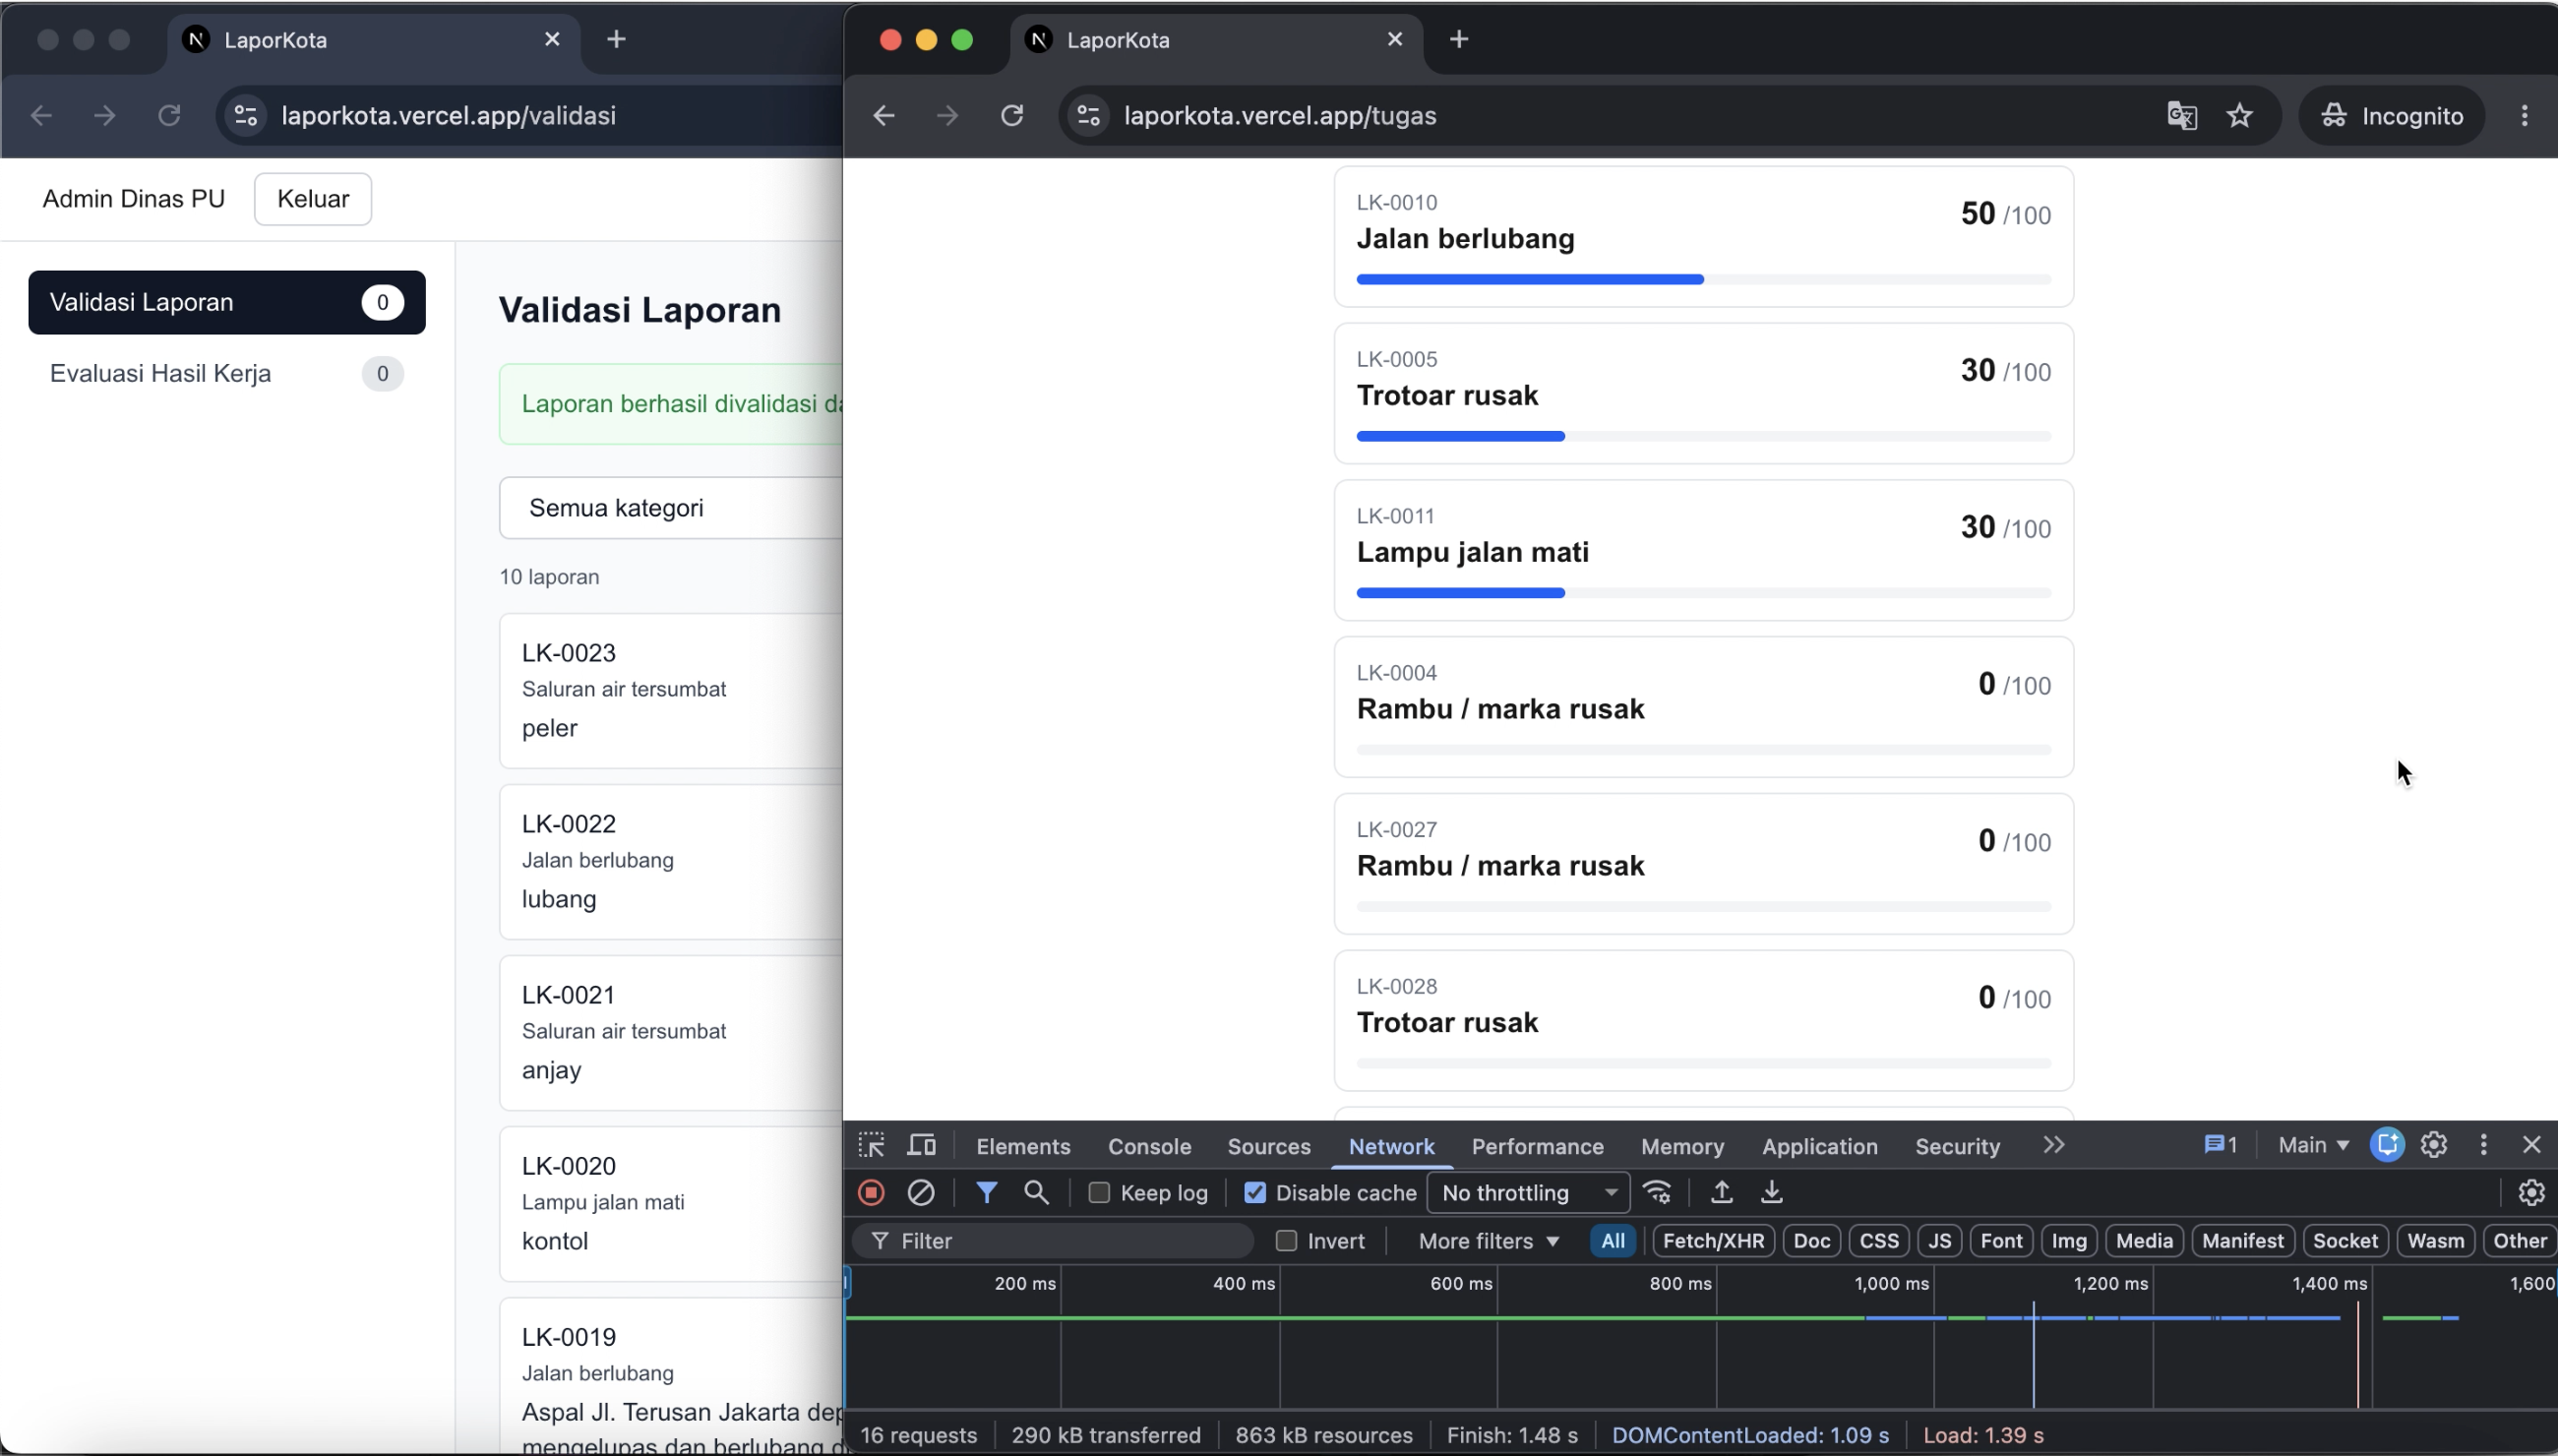 LaporKota
laporkota.vercel.app/validasi
Admin Dinas PU
Keluar
Validasi Laporan
0
Evaluasi Hasil Kerja
0
Validasi Laporan
Laporan berhasil divalidasi
Semua kategori
10 laporan
LK-0023
Saluran air tersumbat
peler
LK-0022
Jalan berlubang
lubang
LK-0021
Saluran air tersumbat
anjay
LK-0020
Lampu jalan mati
kontol
LK-0019
Jalan berlubang
Aspal Jl. Terusan Jakarta
mengelupas dan berlubang
LaporKota
laporkota.vercel.app/tugas
Incognito
LK-0010
Jalan berlubang
50 /100
LK-0005
Trotoar rusak
30 /100
LK-0011
Lampu jalan mati
30 /100
LK-0004
Rambu / marka rusak
0 /100
LK-0027
Rambu / marka rusak
0 /100
LK-0028
Trotoar rusak
0 /100
Elements Console Sources Network Performance Memory Application Security 1 Main
Keep log Disable cache No throttling
Filter Invert More filters All Fetch/XHR Doc CSS JS Font Img Media Manifest Socket Wasm Other
200 ms 400 ms 600 ms 800 ms 1,000 ms 1,200 ms 1,400 ms 1,600
16 requests 290 kB transferred 863 kB resources Finish: 1.48 s DOMContentLoaded: 1.09 s Load: 1.39 s